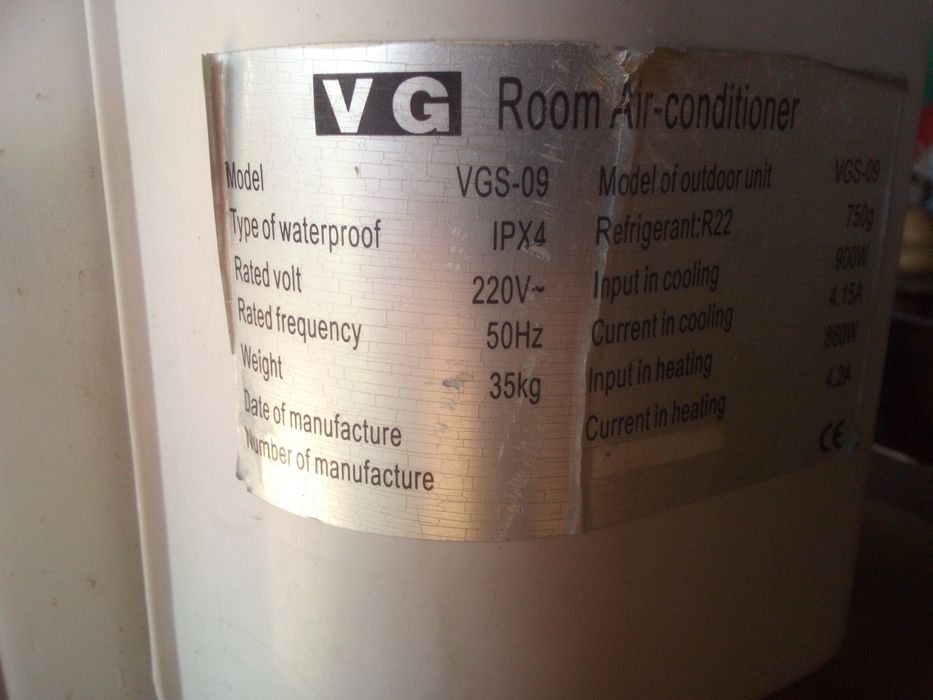 VG Room Air-conditioner
Model VGS-09
Type of waterproof IPX4
Rated volt 220V~
Rated frequency 50Hz
Weight 35kg
Date of manufacture
Number of manufacture
Model of outdoor unit VGS-09
Refrigerant:R22 750g
Input in cooling 900W
Current in cooling 4.15A
Input in heating 860W
Current in heating 4.2A
CE